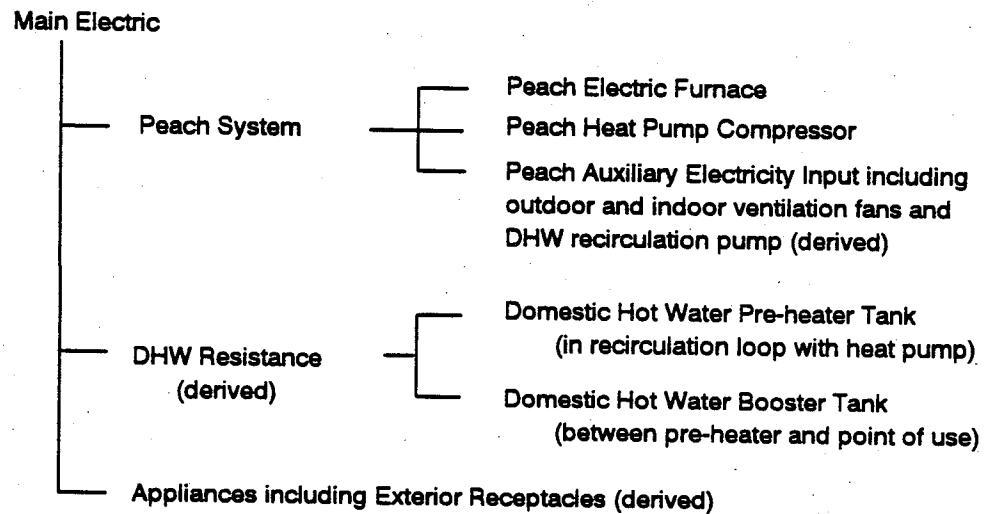 Main Electric
Peach System
Peach Electric Furnace
Peach Heat Pump Compressor
Peach Auxiliary Electricity Input including
outdoor and indoor ventilation fans and
DHW recirculation pump (derived)
DHW Resistance
(derived)
Domestic Hot Water Pre-heater Tank
(in recirculation loop with heat pump)
Domestic Hot Water Booster Tank
(between pre-heater and point of use)
Appliances including Exterior Receptacles (derived)